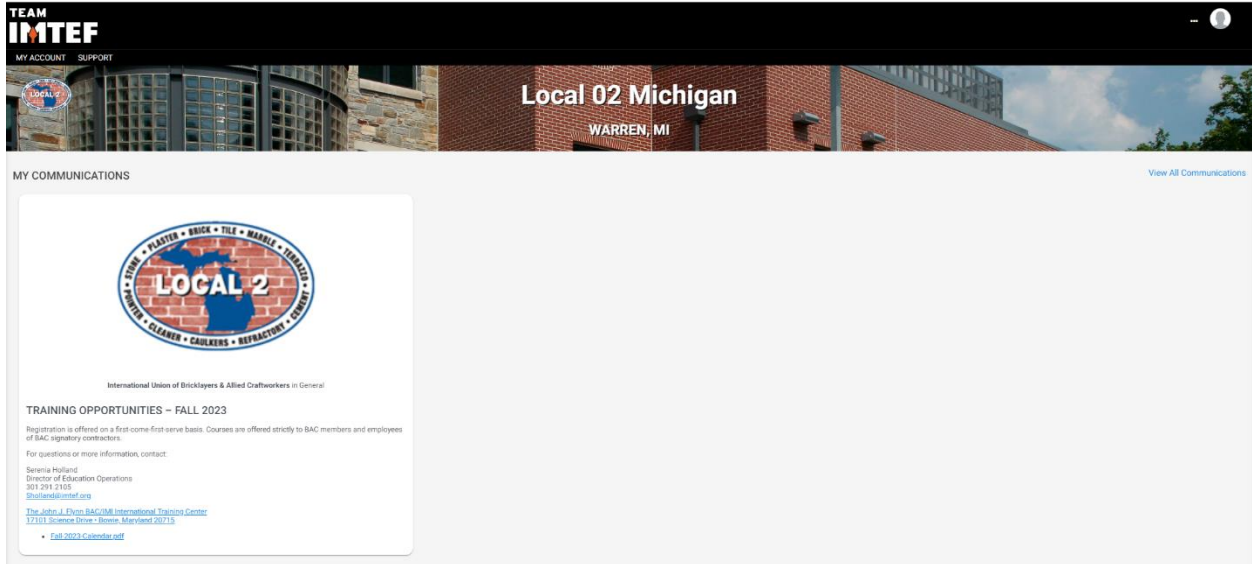 TEAM
IMTEF
MY ACCOUNT SUPPORT
LOCAL 2
Local 02 Michigan
WARREN, MI
MY COMMUNICATIONS
View All Communications
STONE • PLASTER • BRICK • TILE • MARBLE • TERRAZZO
LOCAL 2
POINTER • CLEANER • CAULKERS • REFRACTORY • CEMENT
International Union of Bricklayers & Allied Craftworkers in General
TRAINING OPPORTUNITIES – FALL 2023
Registration is offered on a first-come-first-serve basis. Courses are offered strictly to BAC members and employees
of BAC signatory contractors.
For questions or more information, contact:
Serenia Holland
Director of Education Operations
301.291.2105
Sholland@imtef.org
The John J. Flynn BAC/IMI International Training Center
17101 Science Drive • Bowie, Maryland 20715
• Fall-2023-Calendar.pdf